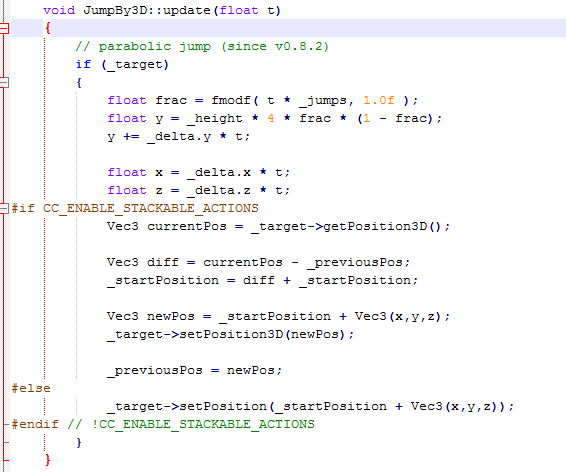 void JumpBy3D::update(float t)
{
// parabolic jump (since v0.8.2)
if (_target)
{
float frac = fmodf( t * _jumps, 1.0f );
float y = _height * 4 * frac * (1 - frac);
y += _delta.y * t;
float x = _delta.x * t;
float z = _delta.z * t;
#if CC_ENABLE_STACKABLE_ACTIONS
Vec3 currentPos = _target->getPosition3D();
Vec3 diff = currentPos - _previousPos;
_startPosition = diff + _startPosition;
Vec3 newPos = _startPosition + Vec3(x,y,z);
_target->setPosition3D(newPos);
_previousPos = newPos;
#else
_target->setPosition(_startPosition + Vec3(x,y,z));
#endif // !CC_ENABLE_STACKABLE_ACTIONS
}
}